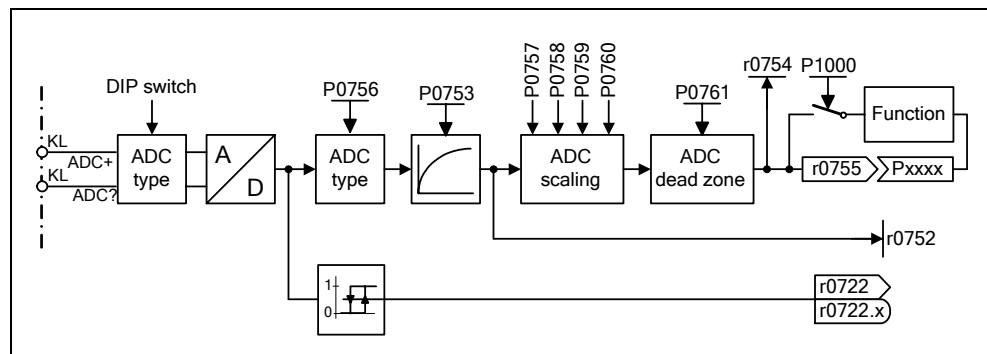 DIP switch
KL
ADC+
KL
ADC?
ADC
type
A
D
P0756
ADC
type
P0753
P0757
P0758
P0759
P0760
ADC
scaling
P0761
ADC
dead zone
r0754
P1000
Function
r0755
Pxxxx
r0752
1
0
r0722
r0722.x